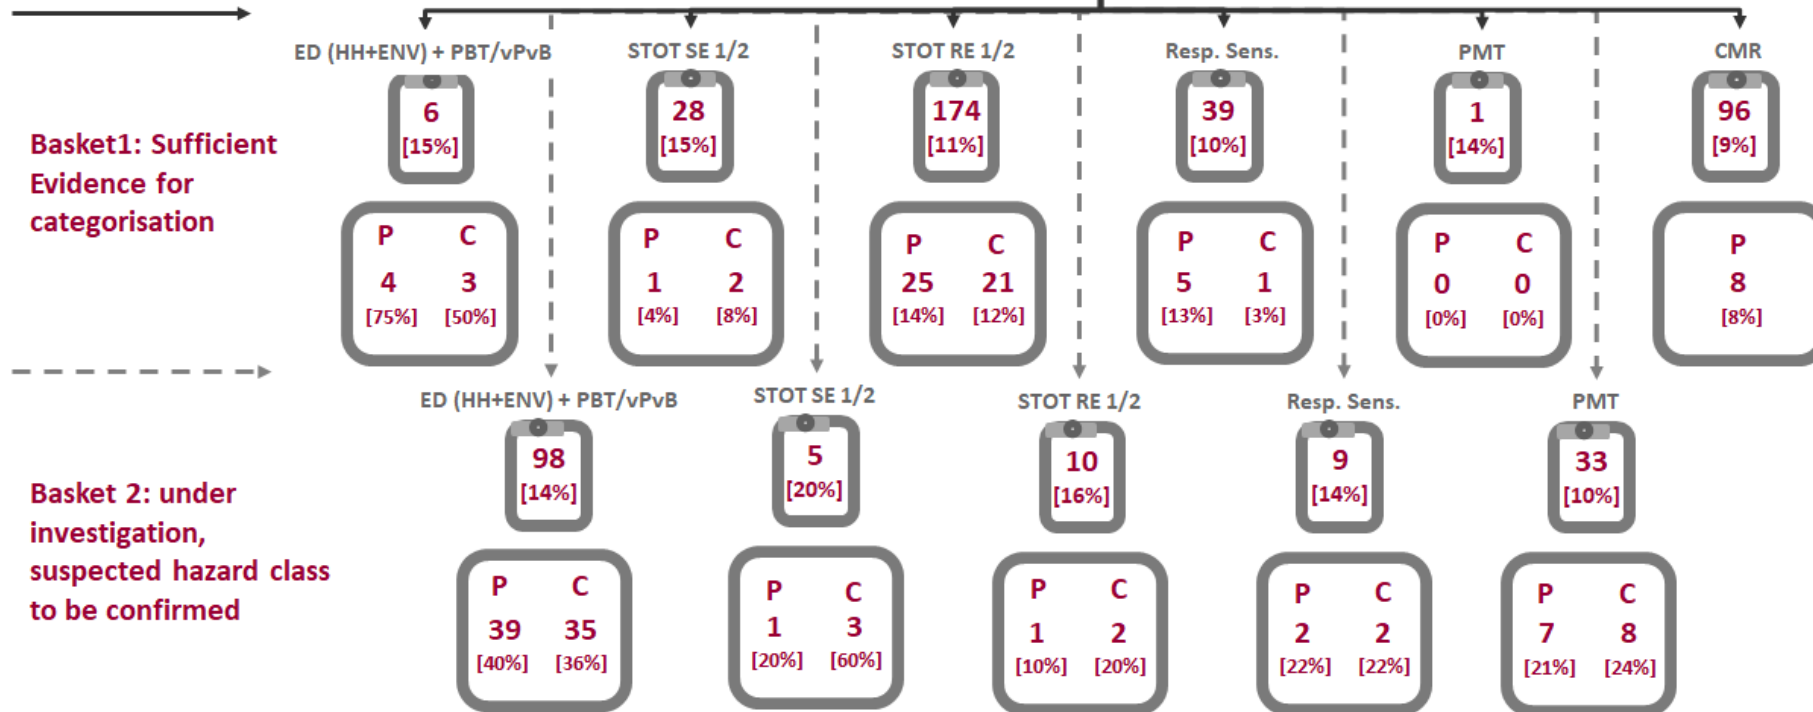 ED (HH+ENV) + PBT/vPvB
STOT SE 1/2
STOT RE 1/2
Resp. Sens.
PMT
CMR
Basket1: Sufficient
Evidence for
categorisation
6
[15%]
28
[15%]
174
[11%]
39
[10%]
1
[14%]
96
[9%]
P C
4 3
[75%] [50%]
P C
1 2
[4%] [8%]
P C
25 21
[14%] [12%]
P C
5 1
[13%] [3%]
P C
0 0
[0%] [0%]
P
8
[8%]
ED (HH+ENV) + PBT/vPvB
STOT SE 1/2
STOT RE 1/2
Resp. Sens.
PMT
Basket 2: under
investigation,
suspected hazard class
to be confirmed
98
[14%]
5
[20%]
10
[16%]
9
[14%]
33
[10%]
P C
39 35
[40%] [36%]
P C
1 3
[20%] [60%]
P C
1 2
[10%] [20%]
P C
2 2
[22%] [22%]
P C
7 8
[21%] [24%]